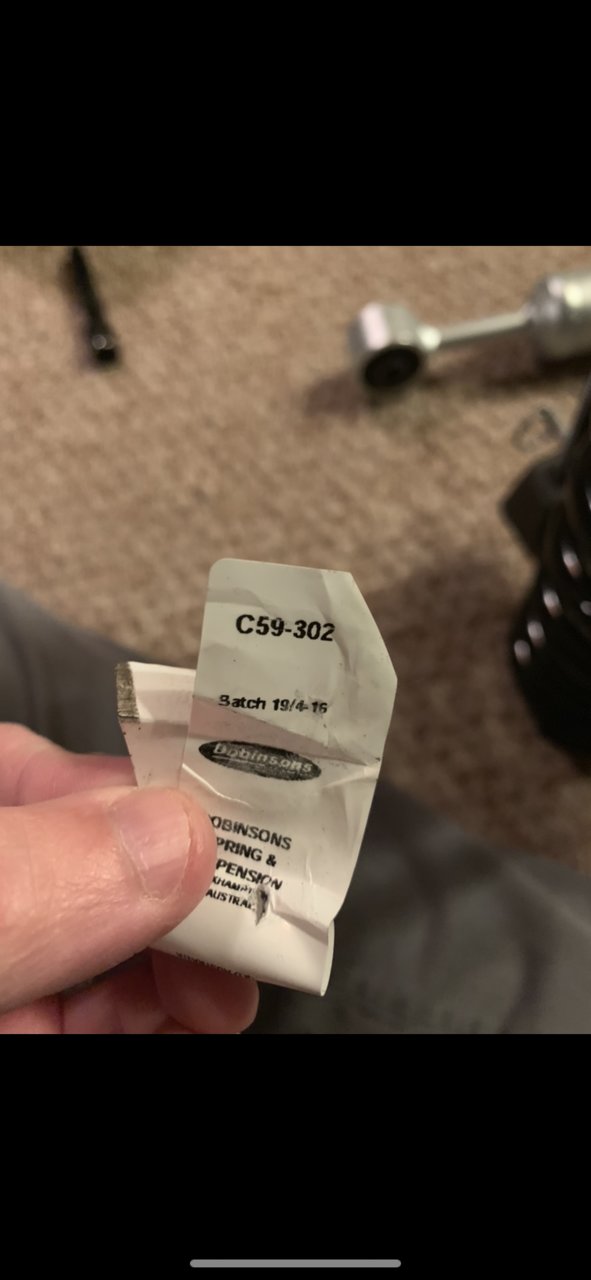 C59-302
Batch 19/4-16
Dobinsons
OBINSONS
PRING &
PENSION
AUSTRAL